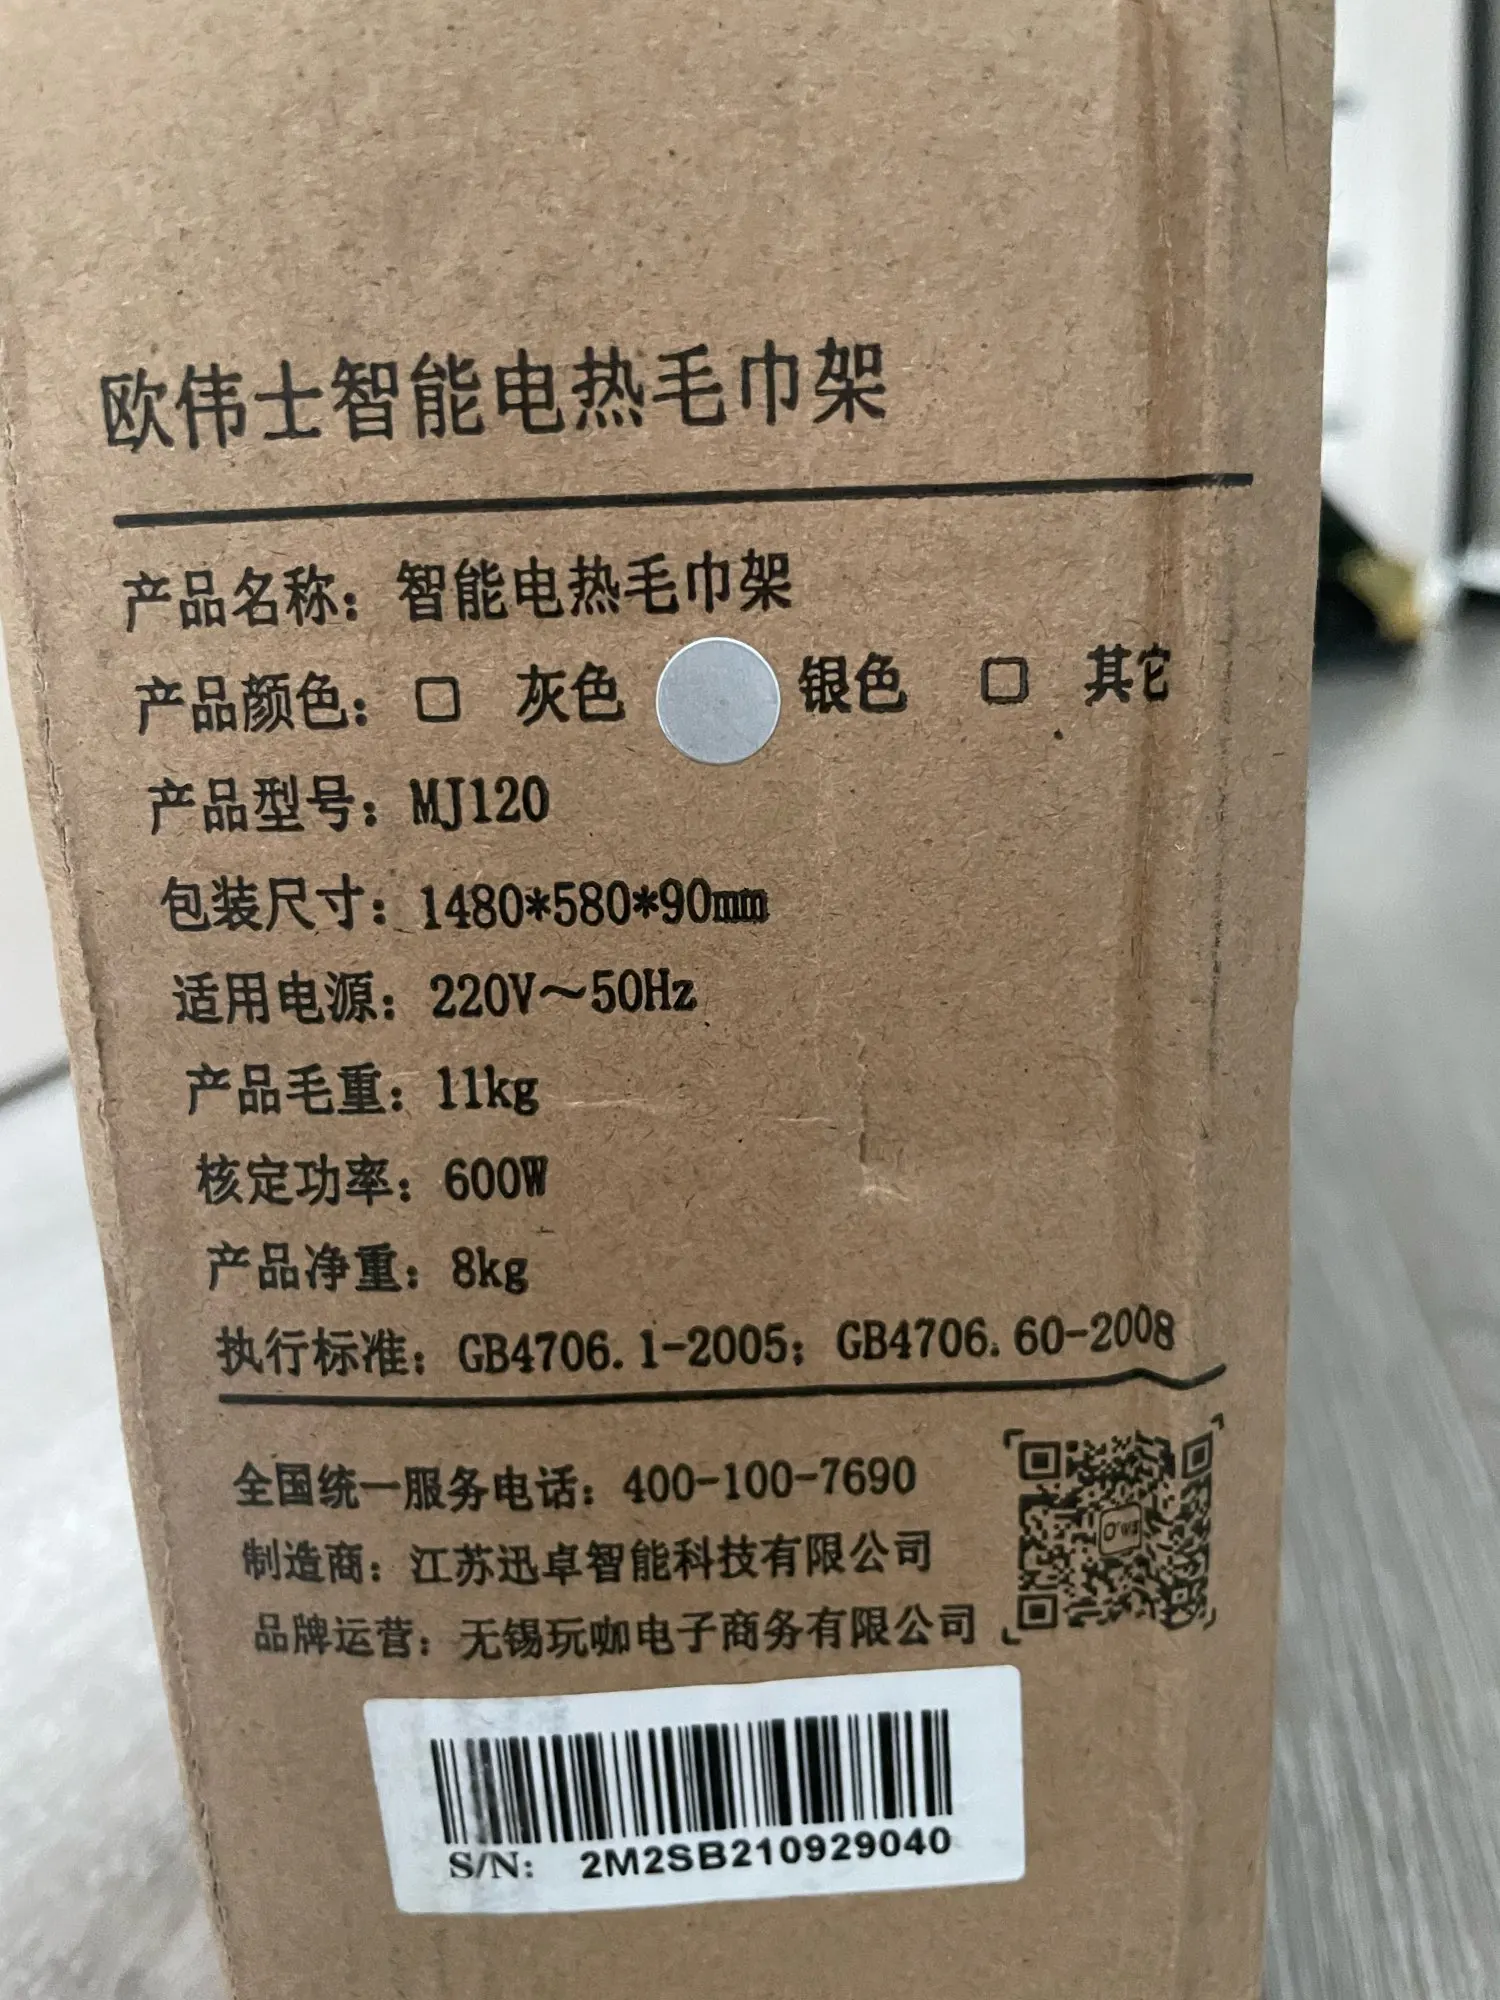 欧伟士智能电热毛巾架
产品名称：智能电热毛巾架
产品颜色：□ 灰色 银色 □ 其它
产品型号：MJ120
包装尺寸：1480*580*90mm
适用电源：220V～50Hz
产品毛重：11kg
核定功率：600W
产品净重：8kg
执行标准：GB4706.1-2005；GB4706.60-2008
全国统一服务电话：400-100-7690
制造商：江苏迅卓智能科技有限公司
品牌运营：无锡玩咖电子商务有限公司
S/N: 2M2SB210929040